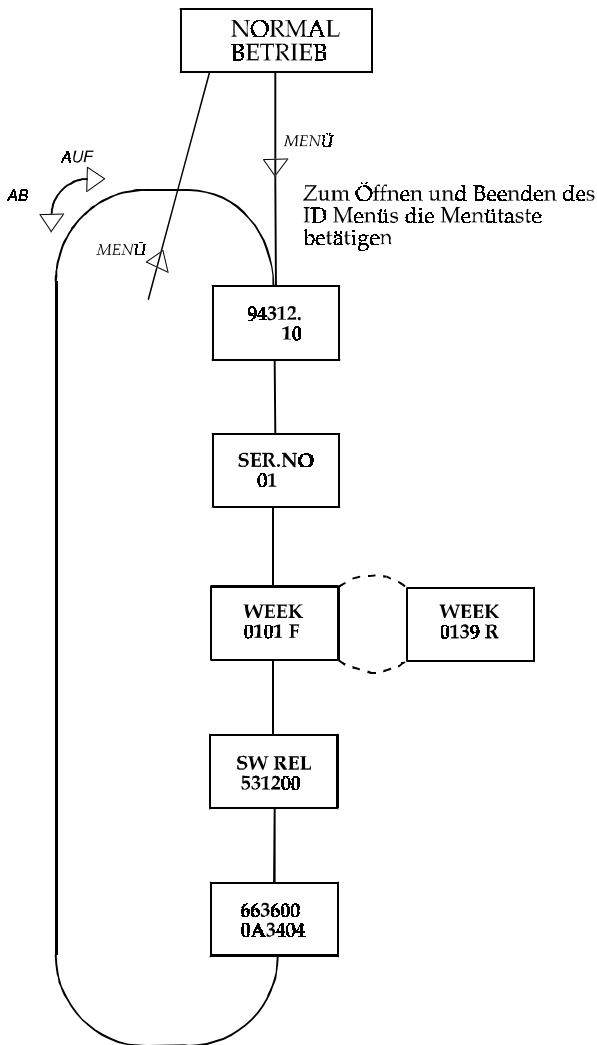 NORMAL
BETRIEB
MENÜ
AUF
AB
Zum Öffnen und Beenden des
ID Menüs die Menütaste
betätigen
MENÜ
94312.
10
SER.NO
01
WEEK
0101 F
WEEK
0139 R
SW REL
531200
663600
0A3404